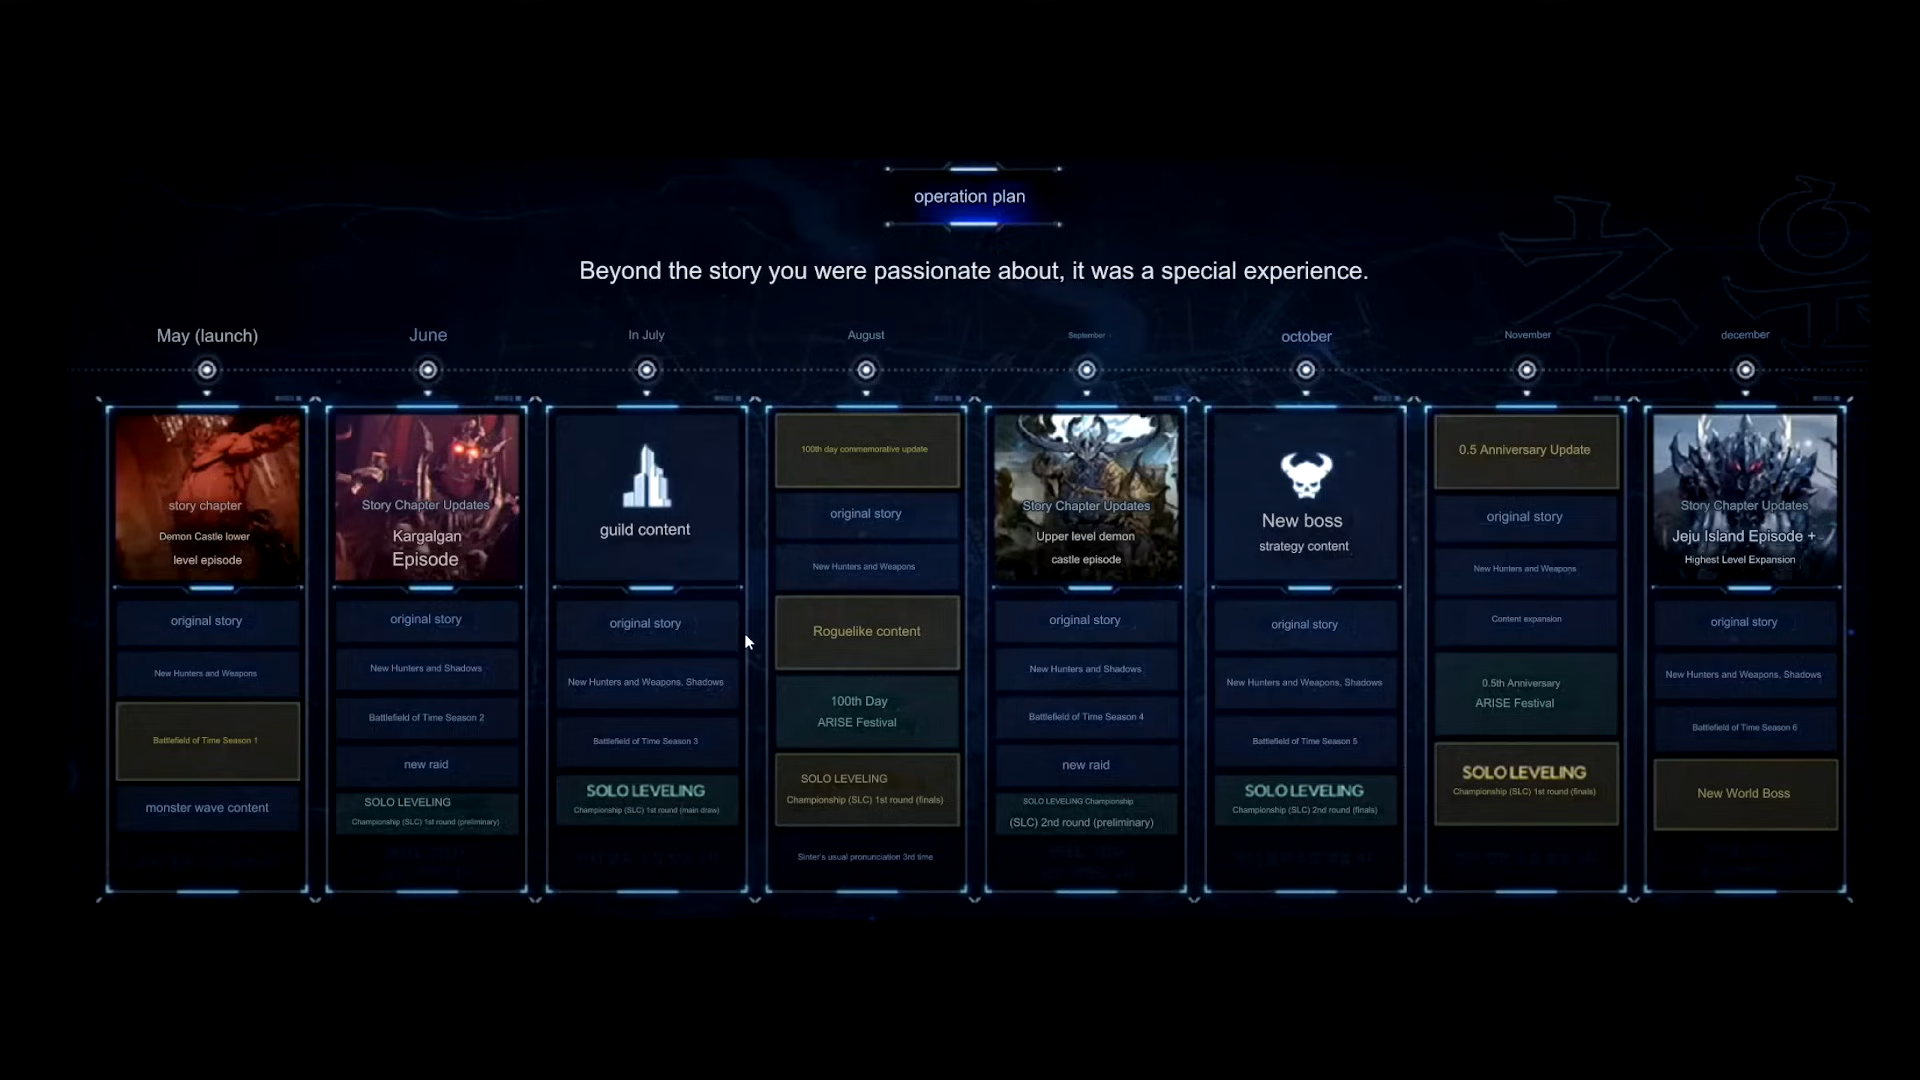 operation plan
Beyond the story you were passionate about, it was a special experience.
May (launch)
story chapter
Demon Castle lower
level episode
original story
New Hunters and Weapons
Battlefield of Time Season 1
monster wave content
June
Story Chapter Updates
Kargalgan
Episode
original story
New Hunters and Shadows
Battlefield of Time Season 2
new raid
SOLO LEVELING
Championship (SLC) 1st round (preliminary)
In July
guild content
original story
New Hunters and Weapons, Shadows
Battlefield of Time Season 3
SOLO LEVELING
Championship (SLC) 1st round (main draw)
August
100th day commemorative update
original story
New Hunters and Weapons
Roguelike content
100th Day
ARISE Festival
SOLO LEVELING
Championship (SLC) 1st round (finals)
Sinter's usual pronunciation 3rd time
September
Story Chapter Updates
Upper level demon
castle episode
original story
New Hunters and Shadows
Battlefield of Time Season 4
new raid
SOLO LEVELING Championship
(SLC) 2nd round (preliminary)
october
New boss
strategy content
original story
New Hunters and Weapons, Shadows
Battlefield of Time Season 5
SOLO LEVELING
Championship (SLC) 2nd round (finals)
November
0.5 Anniversary Update
original story
New Hunters and Weapons
Content expansion
0.5th Anniversary
ARISE Festival
SOLO LEVELING
Championship (SLC) 1st round (finals)
december
Story Chapter Updates
Jeju Island Episode +
Highest Level Expansion
original story
New Hunters and Weapons, Shadows
Battlefield of Time Season 6
New World Boss